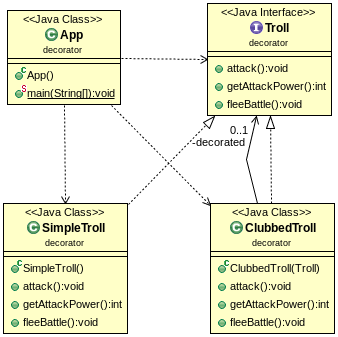 <<Java Class>>
App
decorator
App()
main(String[]):void
<<Java Interface>>
Troll
decorator
attack():void
getAttackPower():int
fleeBattle():void
0..1
-decorated
<<Java Class>>
SimpleTroll
decorator
SimpleTroll()
attack():void
getAttackPower():int
fleeBattle():void
<<Java Class>>
ClubbedTroll
decorator
ClubbedTroll(Troll)
attack():void
getAttackPower():int
fleeBattle():void